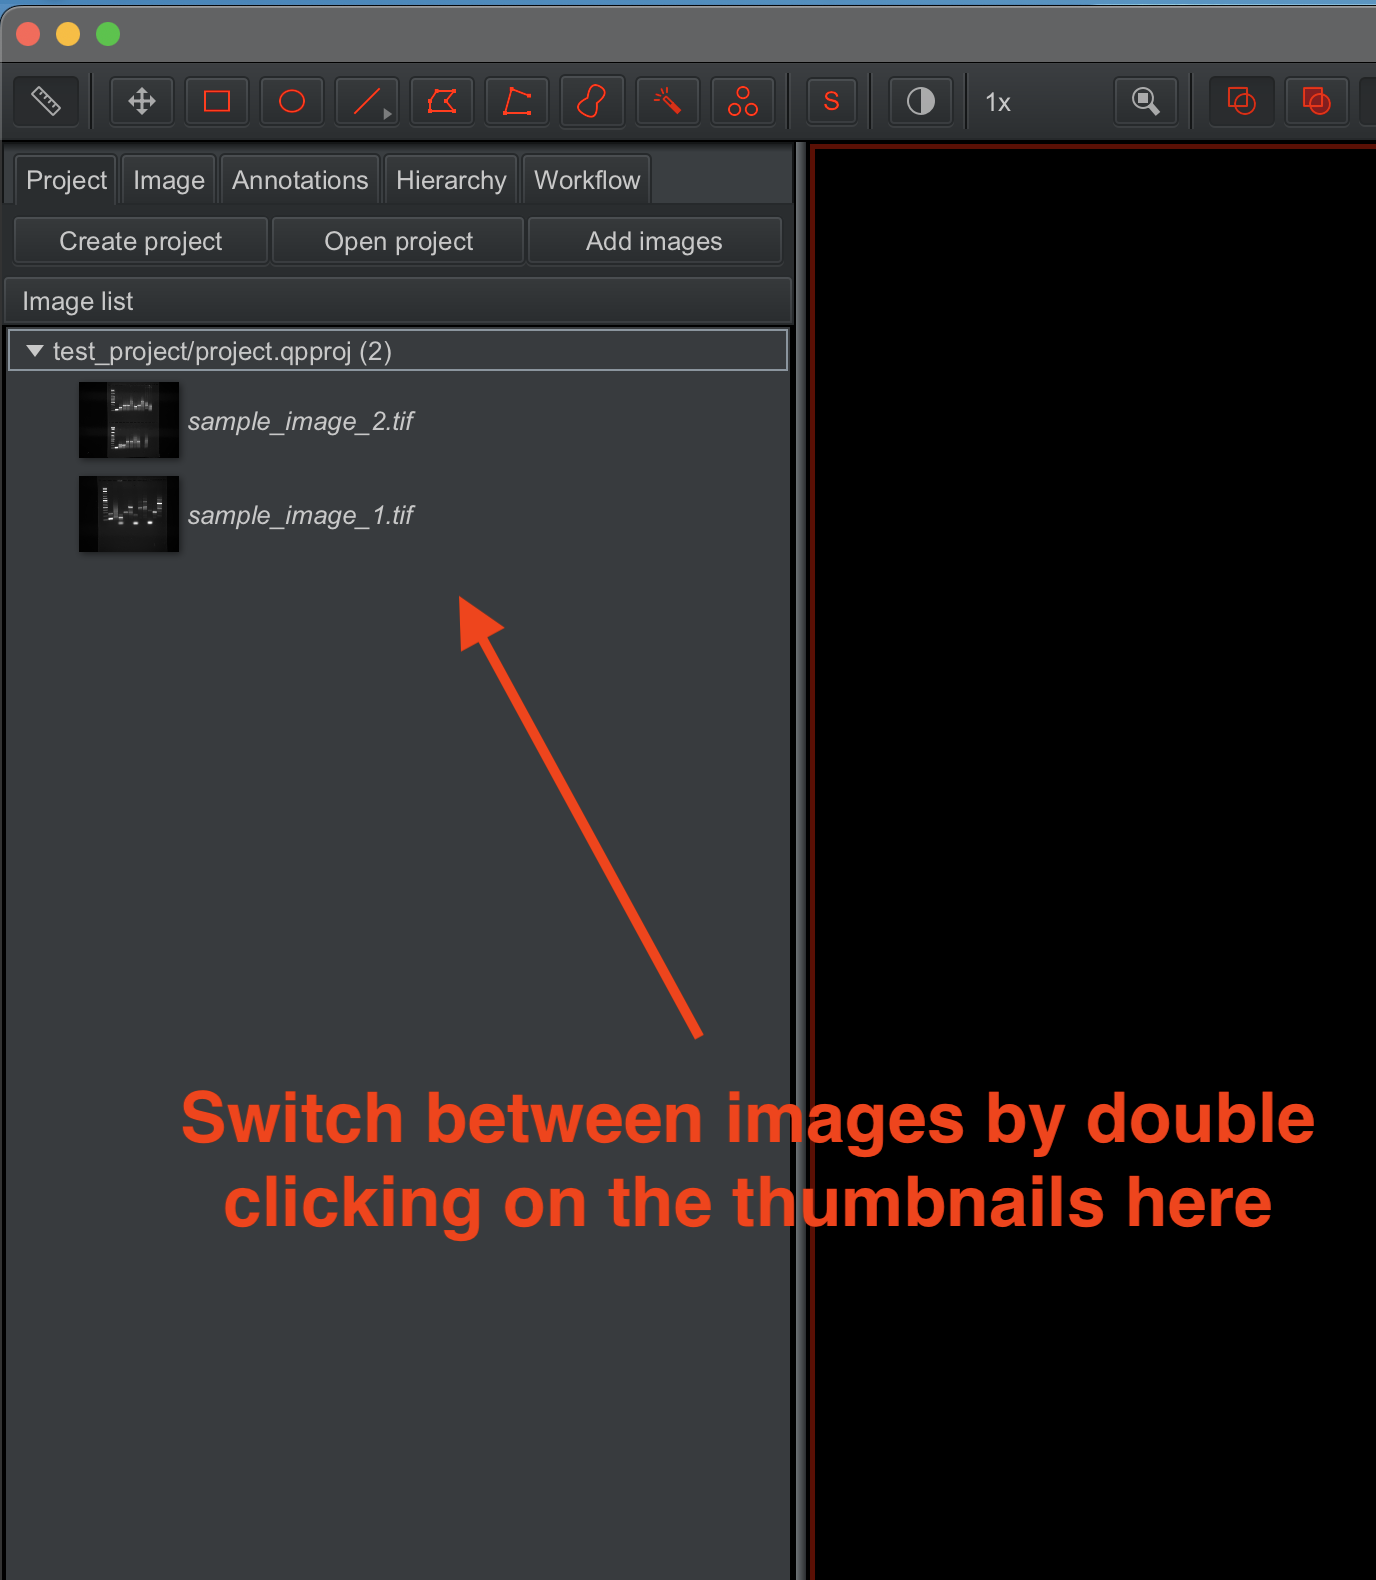 S
1x
Project Image Annotations Hierarchy Workflow
Create project Open project Add images
Image list
test_project/project.qpproj (2)
sample_image_2.tif
sample_image_1.tif
Switch between images by double
clicking on the thumbnails here